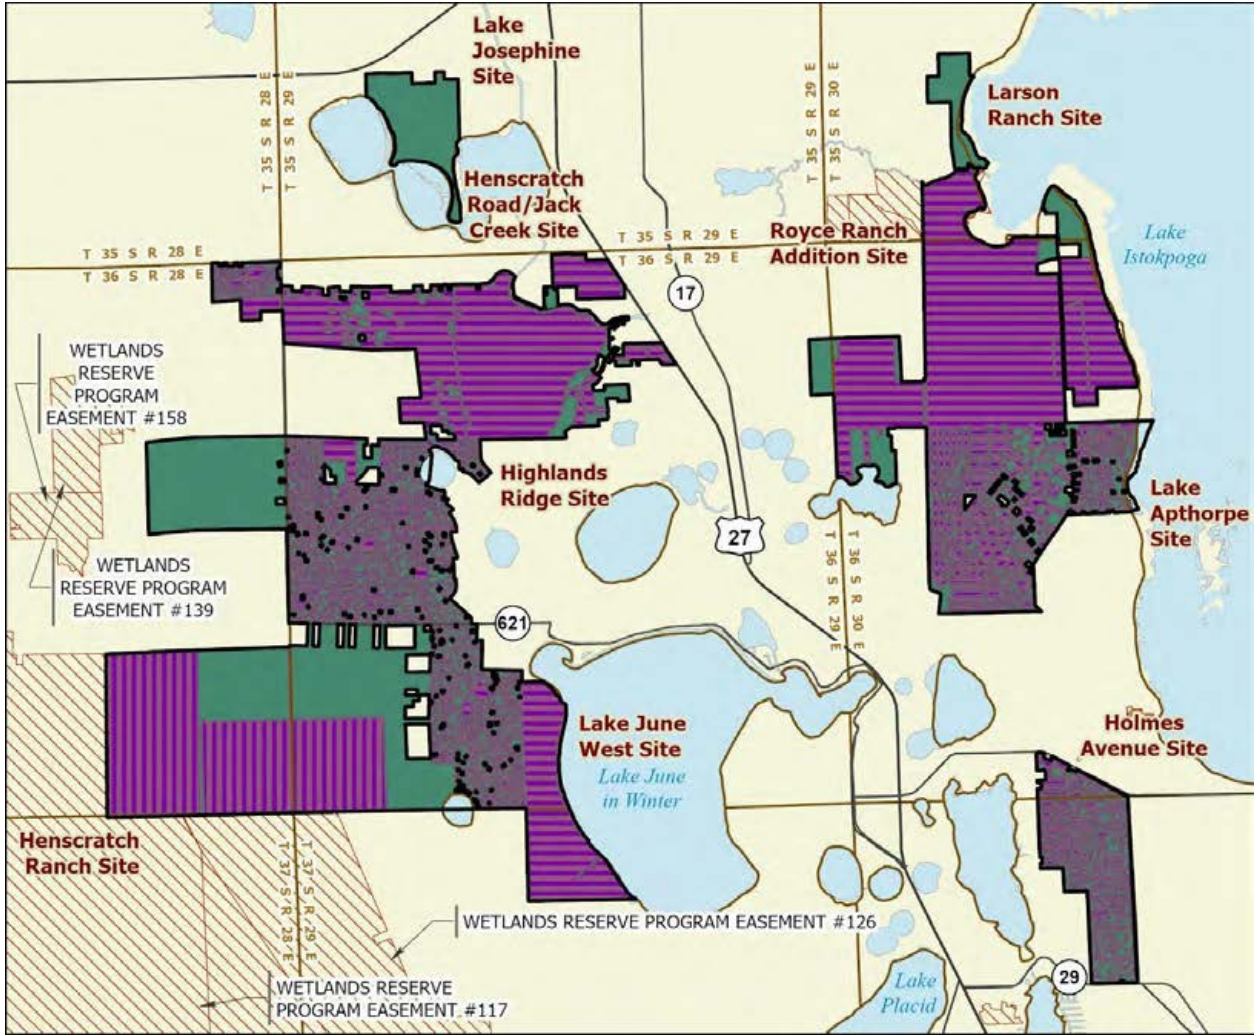 Lake
Josephine
Site
T 35 S R 28 E
T 35 S R 29 E
T 35 S R 29 E
T 35 S R 30 E
Larson
Ranch Site
Henscratch
Road/Jack
Creek Site
T 35 S R 29 E
T 36 S R 29 E
Royce Ranch
Addition Site
Lake
Istokpoga
T 35 S R 28 E
T 36 S R 28 E
17
WETLANDS
RESERVE
PROGRAM
EASEMENT #158
Highlands
Ridge Site
Lake
Apthorpe
Site
27
WETLANDS
RESERVE PROGRAM
EASEMENT #139
T 36 S R 29 E
T 36 S R 30 E
621
Lake June
West Site
Lake June
in Winter
Holmes
Avenue Site
Henscratch
Ranch Site
T 37 S R 28 E
T 37 S R 29 E
WETLANDS RESERVE PROGRAM EASEMENT #126
WETLANDS RESERVE
PROGRAM EASEMENT #117
Lake
Placid
29